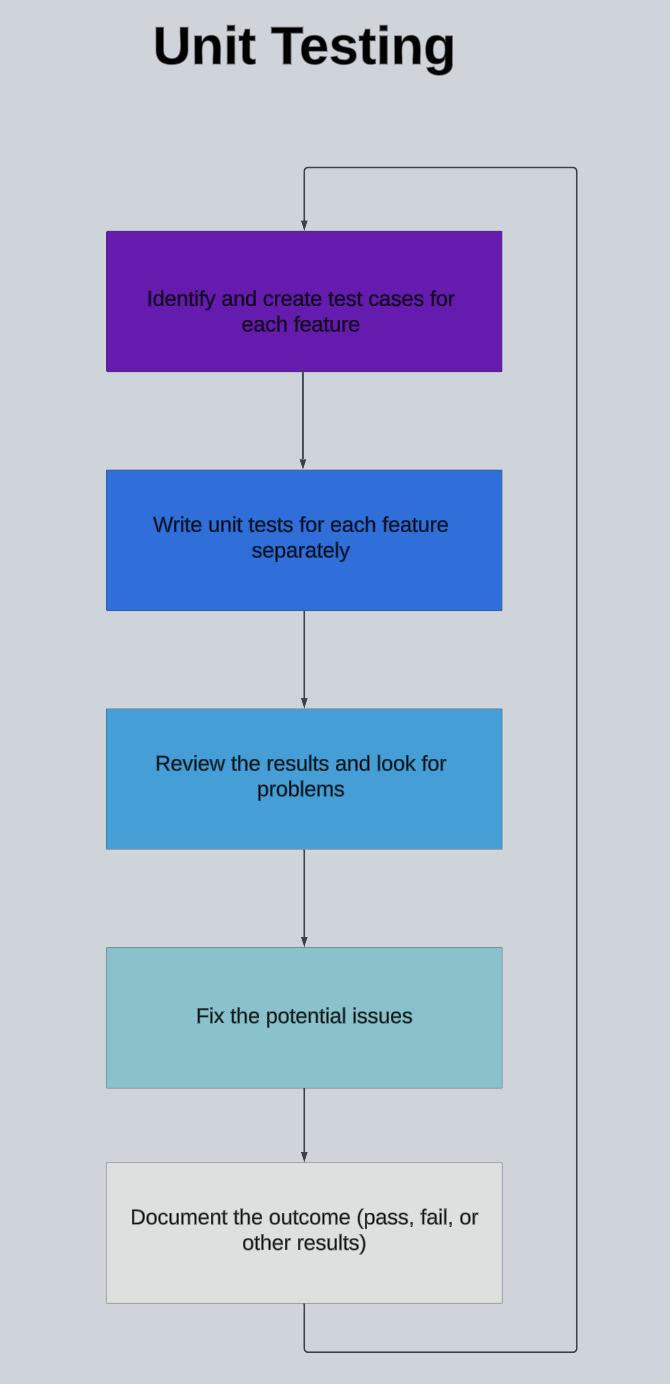 Unit Testing
Identify and create test cases for
each feature
Write unit tests for each feature
separately
Review the results and look for
problems
Fix the potential issues
Document the outcome (pass, fail, or
other results)